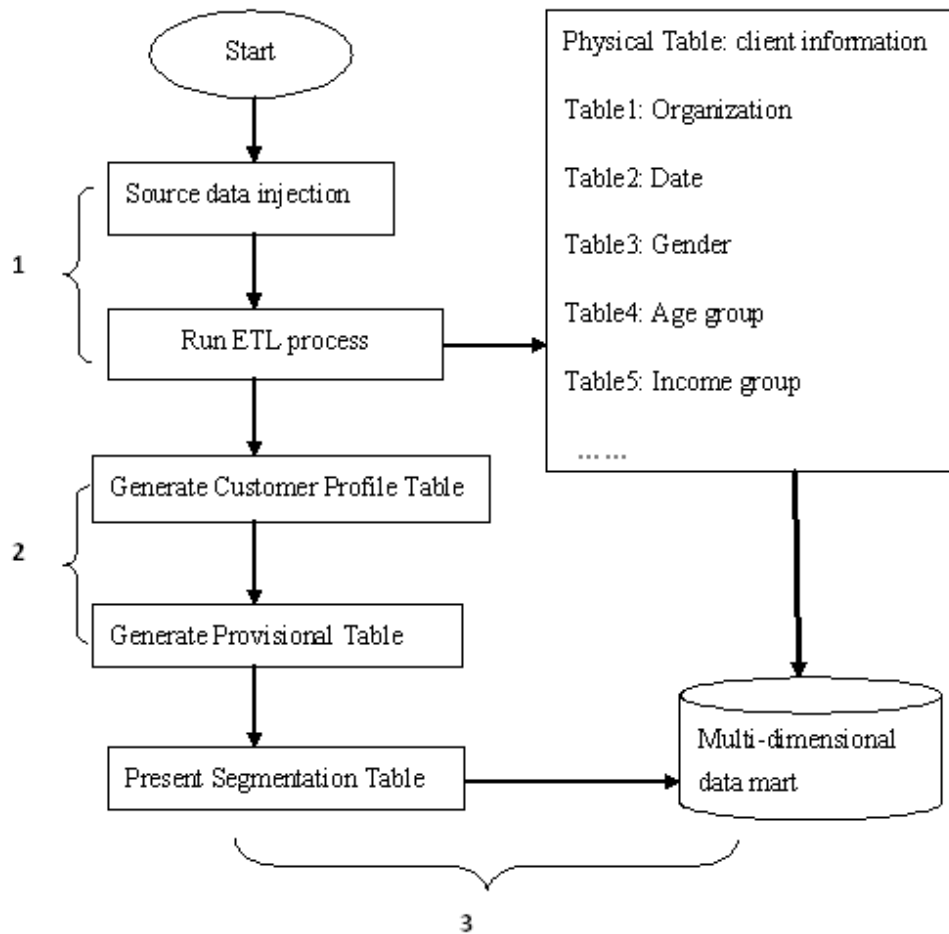 Start
Source data injection
1
Run ETL process
Generate Customer Profile Table
2
Generate Provisional Table
Present Segmentation Table
3
Physical Table: client information
Table1: Organization
Table2: Date
Table3: Gender
Table4: Age group
Table5: Income group
... ...
Multi-dimensional
data mart